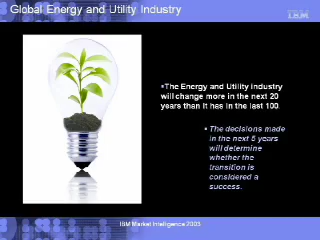 Global Energy and Utility Industry
IBM
▪The Energy and Utility industry
will change more in the next 20
years than it has in the last 100.
▪ The decisions made
in the next 5 years
will determine
whether the
transition is
considered a
success.
IBM Market Intelligence 2003